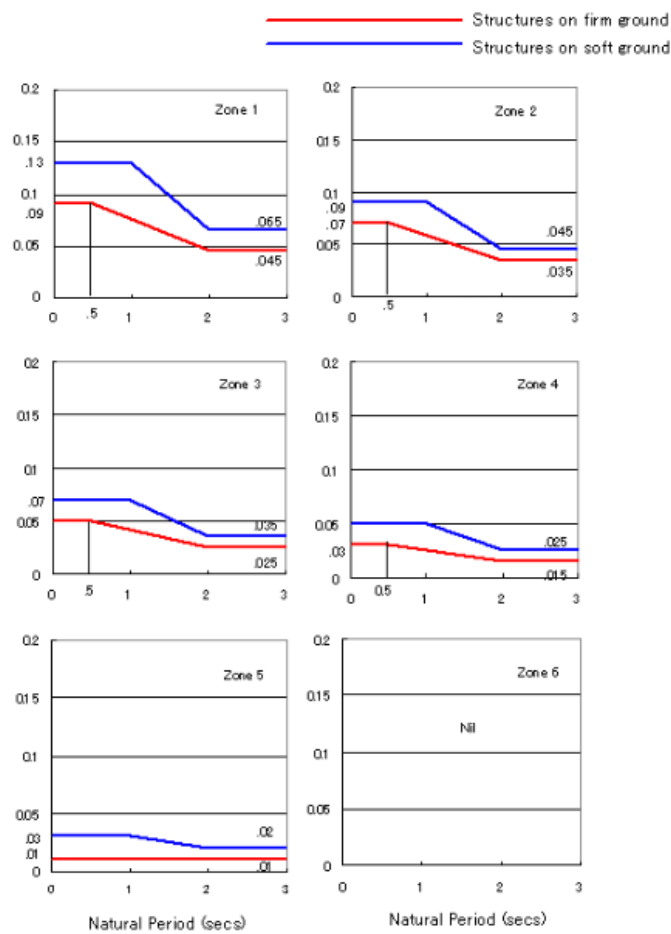 Structures on firm ground
Structures on soft ground
0.2
Zone 1
0.15
.13
0.1
.09
.065
0.05
.045
0
0 .5 1 2 3
0.2
Zone 2
0.15
0.1
.09
.07
.045
0.05
.035
0
0 .5 1 2 3
0.2
Zone 3
0.15
0.1
.07
.035
0.05
.025
0
0 .5 1 2 3
0.2
Zone 4
0.15
0.1
0.05
.025
.03
.015
0
0 0.5 1 2 3
0.2
Zone 5
0.15
0.1
0.05
.03
.02
.01
.01
0
0 1 2 3
Natural Period (secs)
0.2
Zone 6
0.15
Nil
0.1
0.05
0
0 1 2 3
Natural Period (secs)